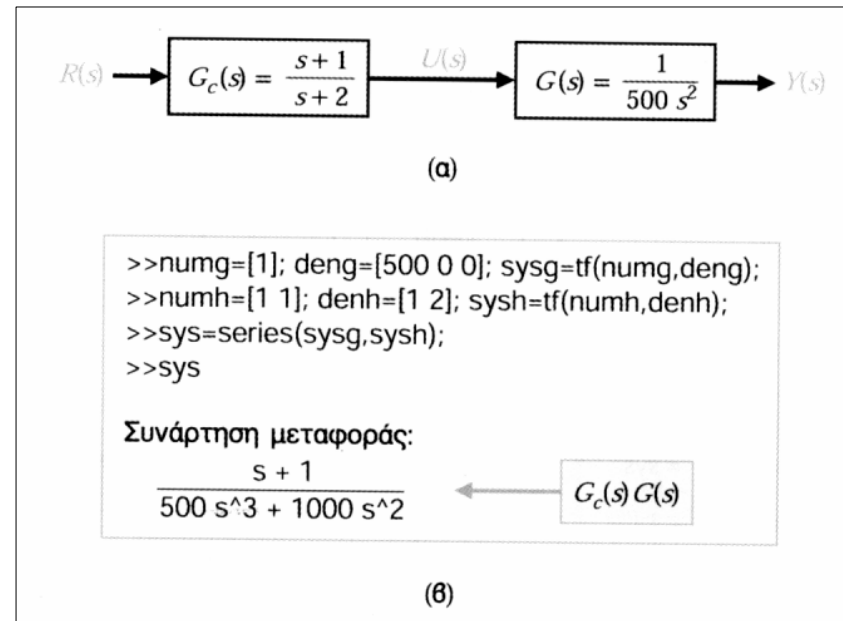 R(s) G_c(s) = \frac{s+1}{s+2} U(s) G(s) = \frac{1}{500 s^2} Y(s)
(α)
>>numg=[1]; deng=[500 0 0]; sysg=tf(numg,deng);
>>numh=[1 1]; denh=[1 2]; sysh=tf(numh,denh);
>>sys=series(sysg,sysh);
>>sys
Συνάρτηση μεταφοράς:
s + 1
500 s^3 + 1000 s^2
G_c(s) G(s)
(β)